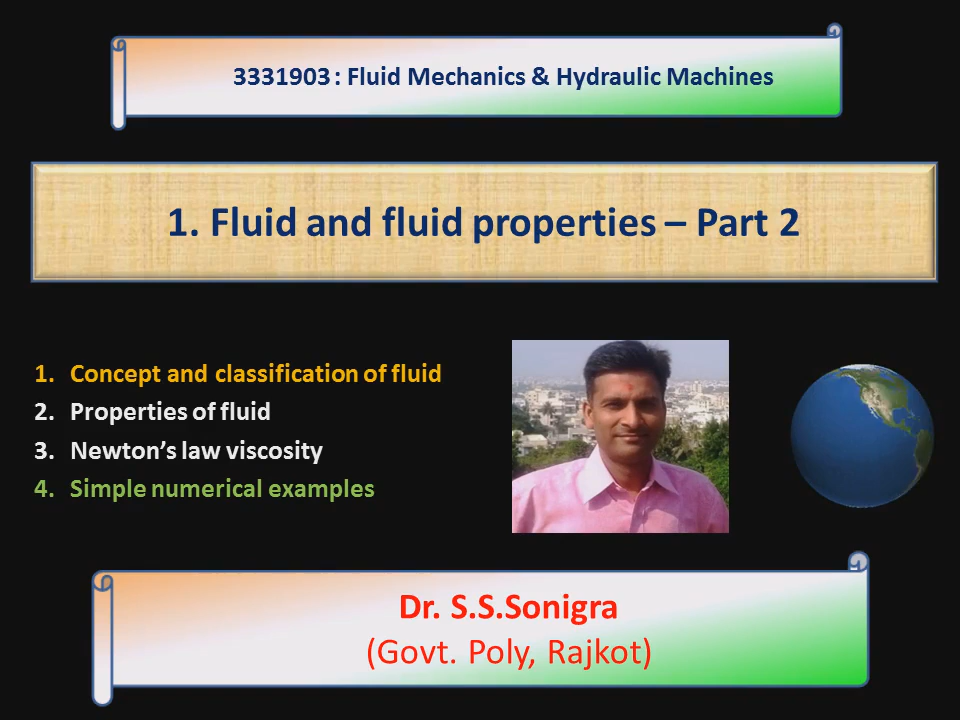 3331903 : Fluid Mechanics & Hydraulic Machines
1. Fluid and fluid properties – Part 2
1. Concept and classification of fluid
2. Properties of fluid
3. Newton's law viscosity
4. Simple numerical examples
Dr. S.S.Sonigra
(Govt. Poly, Rajkot)